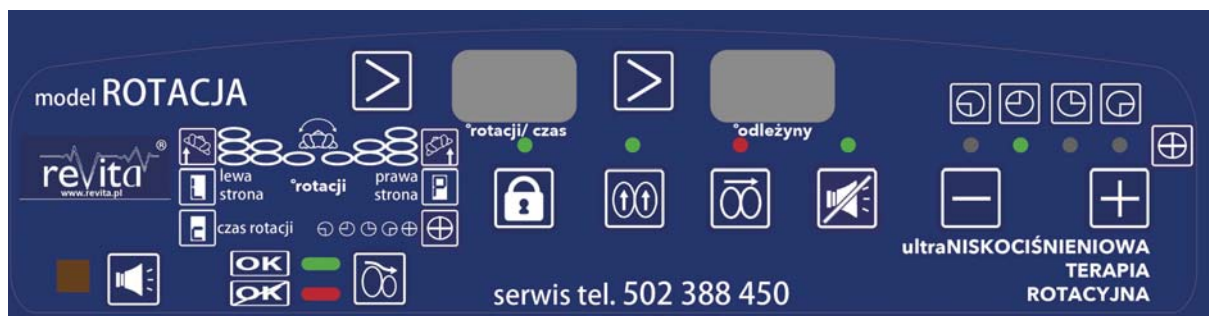 model ROTACJA
°rotacji/ czas
°odleżyny
reVita®
www.revita.pl
lewa
strona
°rotacji
prawa
strona
L
P
C
czas rotacji
OK
OK
serwis tel. 502 388 450
ultraNISKOCIŚNIENIOWA
TERAPIA
ROTACYJNA